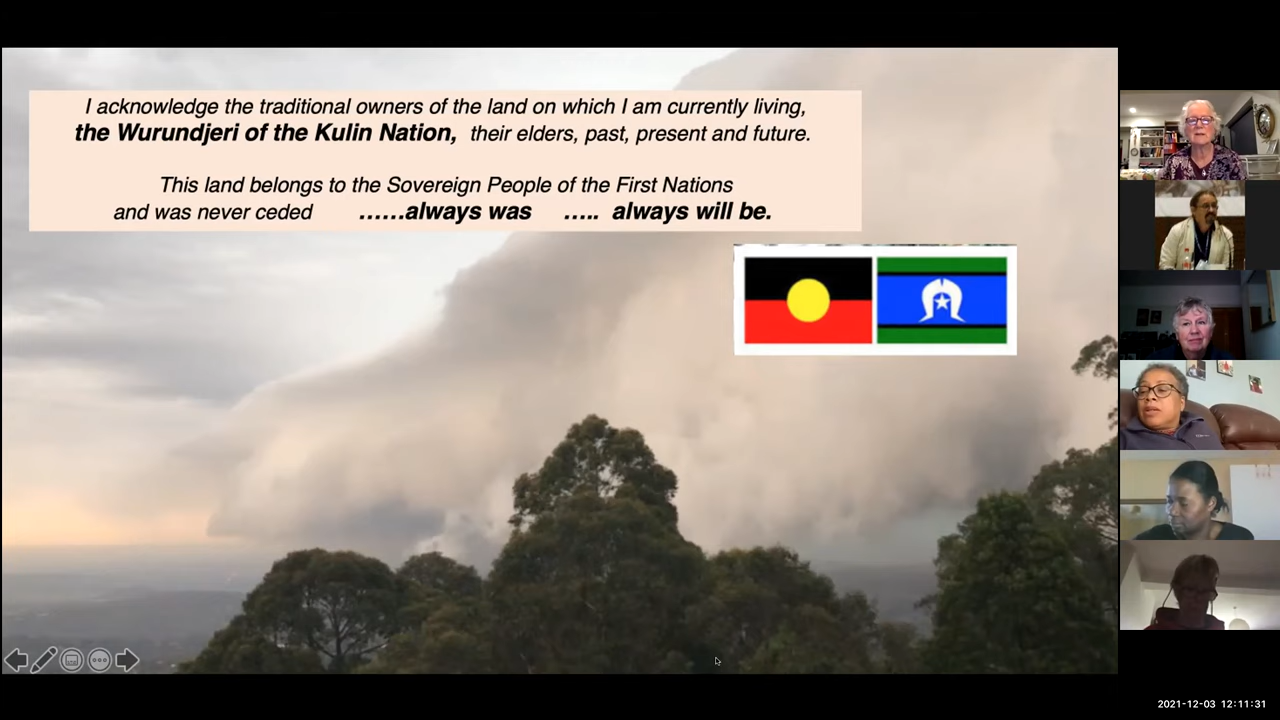 I acknowledge the traditional owners of the land on which I am currently living,
the Wurundjeri of the Kulin Nation, their elders, past, present and future.
This land belongs to the Sovereign People of the First Nations
and was never ceded ……always was ….. always will be.
2021-12-03 12:11:31